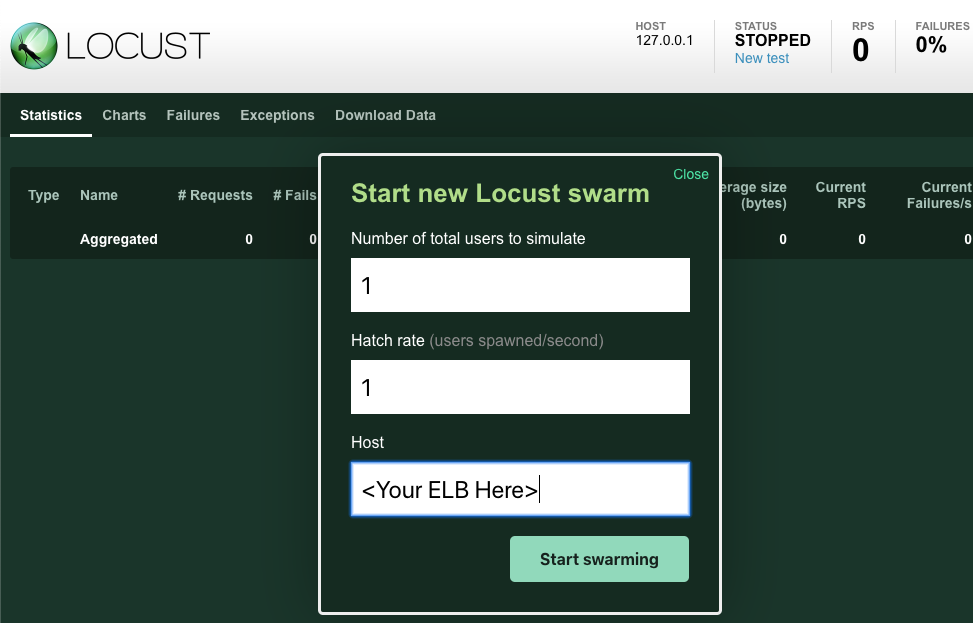 LOCUST
HOST
127.0.0.1
STATUS
STOPPED
New test
RPS
0
FAILURES
0%
Statistics Charts Failures Exceptions Download Data
Type Name # Requests # Fails
Aggregated 0 0
size
(bytes)
Current
RPS
Current
Failures/s
0 0 0
Close
Start new Locust swarm
Number of total users to simulate
1
Hatch rate (users spawned/second)
1
Host
<Your ELB Here>
Start swarming